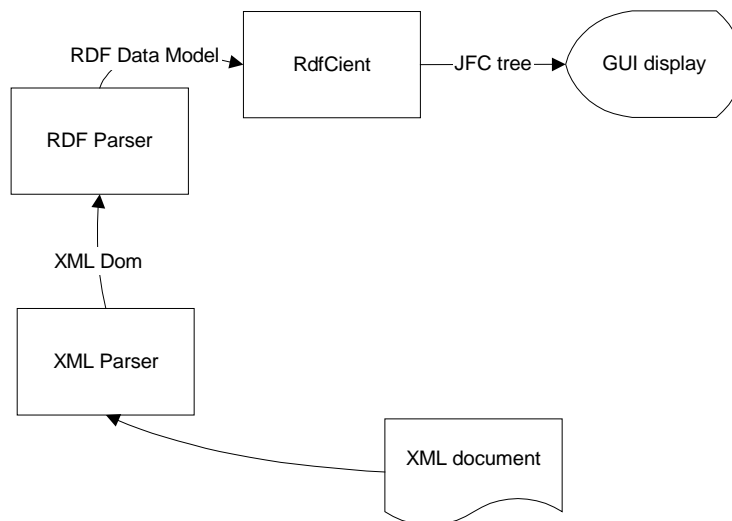 RDF Data Model
RdfCient
JFC tree
GUI display
RDF Parser
XML Dom
XML Parser
XML document